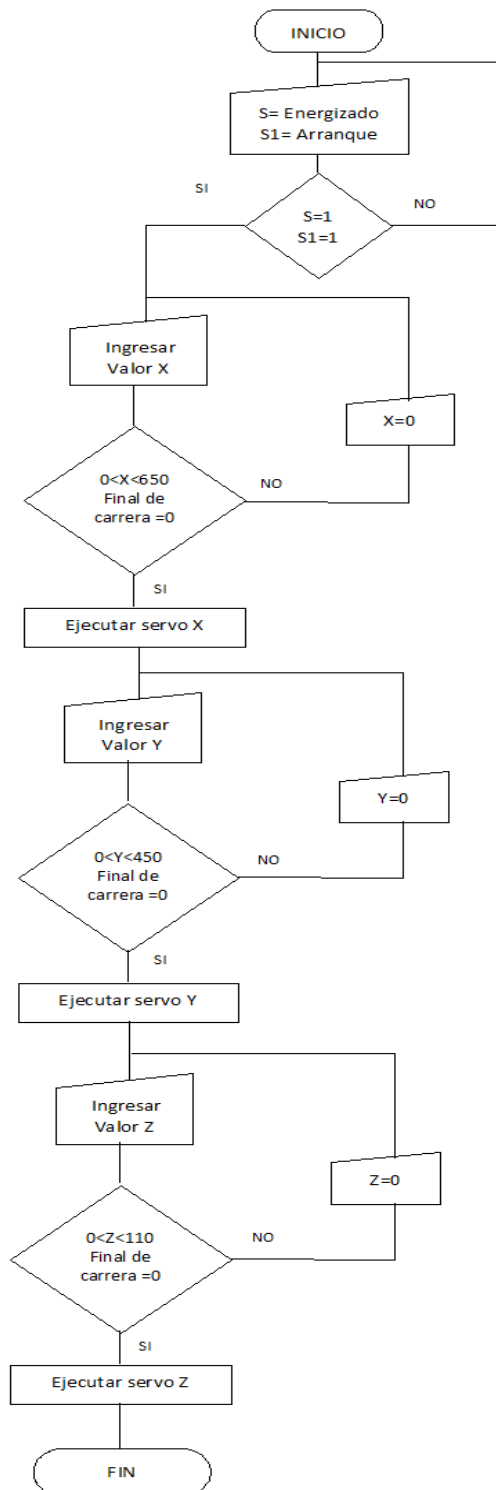 INICIO
S= Energizado
S1= Arranque
SI
NO
S=1
S1=1
Ingresar
Valor X
X=0
0<X<650
Final de
carrera =0
NO
SI
Ejecutar servo X
Ingresar
Valor Y
Y=0
0<Y<450
Final de
carrera =0
NO
SI
Ejecutar servo Y
Ingresar
Valor Z
Z=0
0<Z<110
Final de
carrera =0
NO
SI
Ejecutar servo Z
FIN